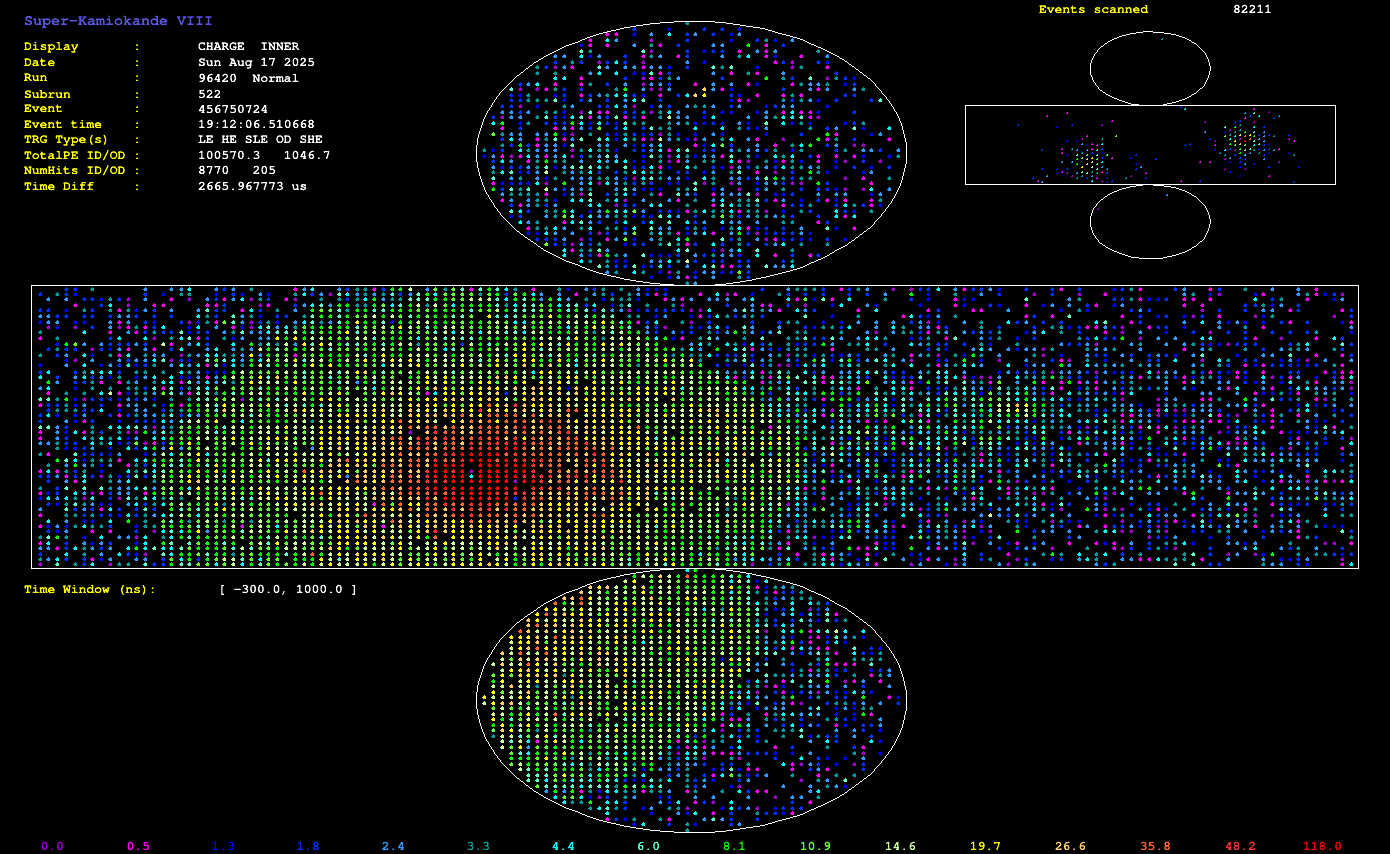 Super-Kamiokande VIII
Events scanned 82211
Display : CHARGE INNER
Date : Sun Aug 17 2025
Run : 96420 Normal
Subrun : 522
Event : 456750724
Event time : 19:12:06.510668
TRG Type(s) : LE HE SLE OD SHE
TotalPE ID/OD : 100570.3 1046.7
NumHits ID/OD : 8770 205
Time Diff : 2665.967773 us
Time Window (ns): [ -300.0, 1000.0 ]
0.0 0.5 1.3 1.8 2.4 3.3 4.4 6.0 8.1 10.9 14.6 19.7 26.6 35.8 48.2 118.0